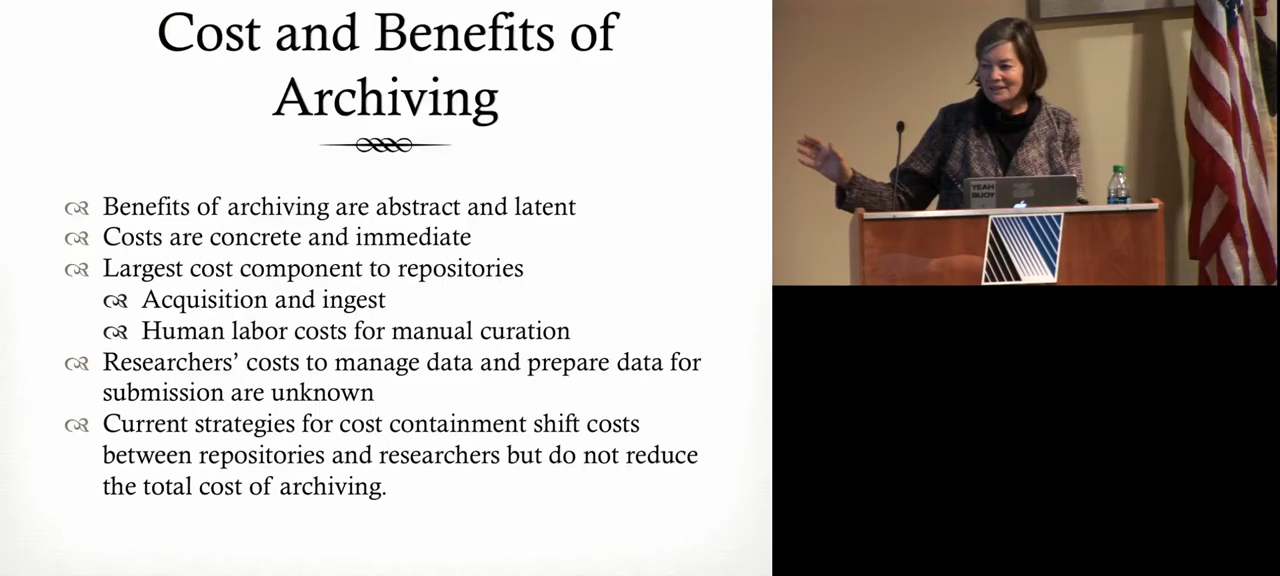 Cost and Benefits of
Archiving
Benefits of archiving are abstract and latent
Costs are concrete and immediate
Largest cost component to repositories
Acquisition and ingest
Human labor costs for manual curation
Researchers’ costs to manage data and prepare data for
submission are unknown
Current strategies for cost containment shift costs
between repositories and researchers but do not reduce
the total cost of archiving.
YEAH
BUOY